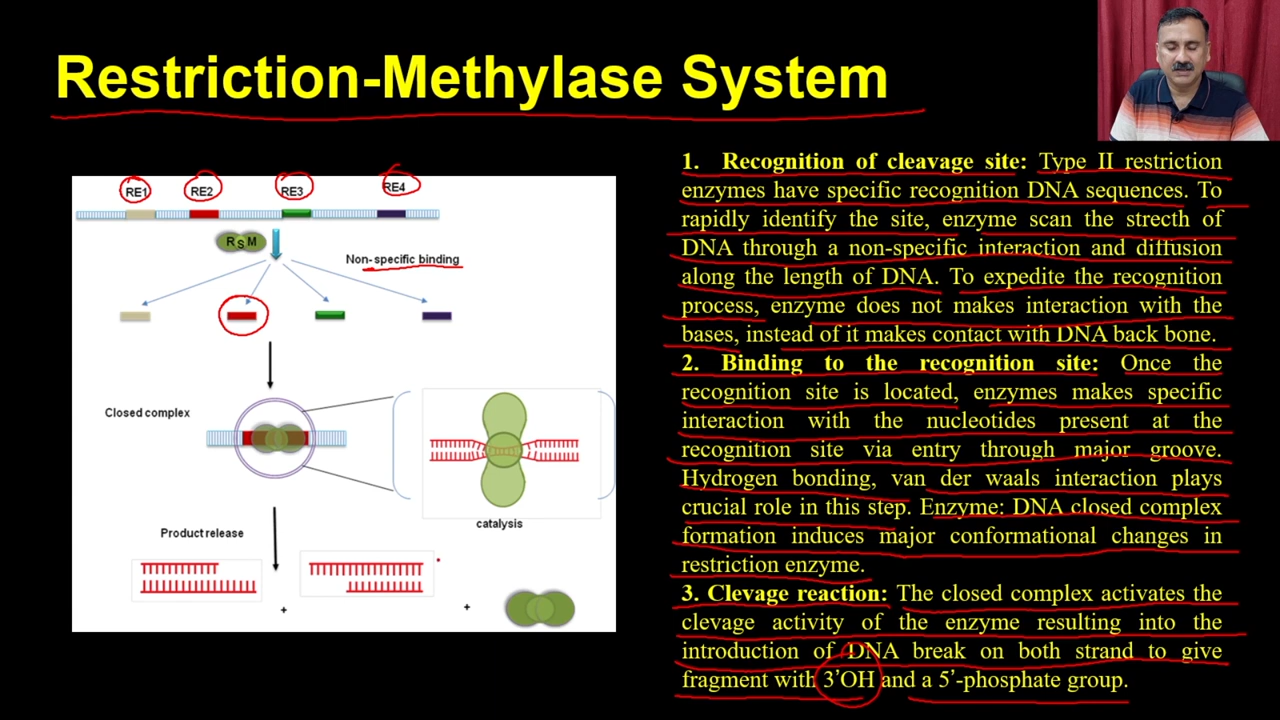 Restriction-Methylase System
RE1 RE2 RE3 RE4
R S M
Non-specific binding
Closed complex
catalysis
Product release
+ +
1. Recognition of cleavage site: Type II restriction
enzymes have specific recognition DNA sequences. To
rapidly identify the site, enzyme scan the strecth of
DNA through a non-specific interaction and diffusion
along the length of DNA. To expedite the recognition
process, enzyme does not makes interaction with the
bases, instead of it makes contact with DNA back bone.
2. Binding to the recognition site: Once the
recognition site is located, enzymes makes specific
interaction with the nucleotides present at the
recognition site via entry through major groove.
Hydrogen bonding, van der waals interaction plays
crucial role in this step. Enzyme: DNA closed complex
formation induces major conformational changes in
restriction enzyme.
3. Clevage reaction: The closed complex activates the
clevage activity of the enzyme resulting into the
introduction of DNA break on both strand to give
fragment with 3’OH and a 5’-phosphate group.